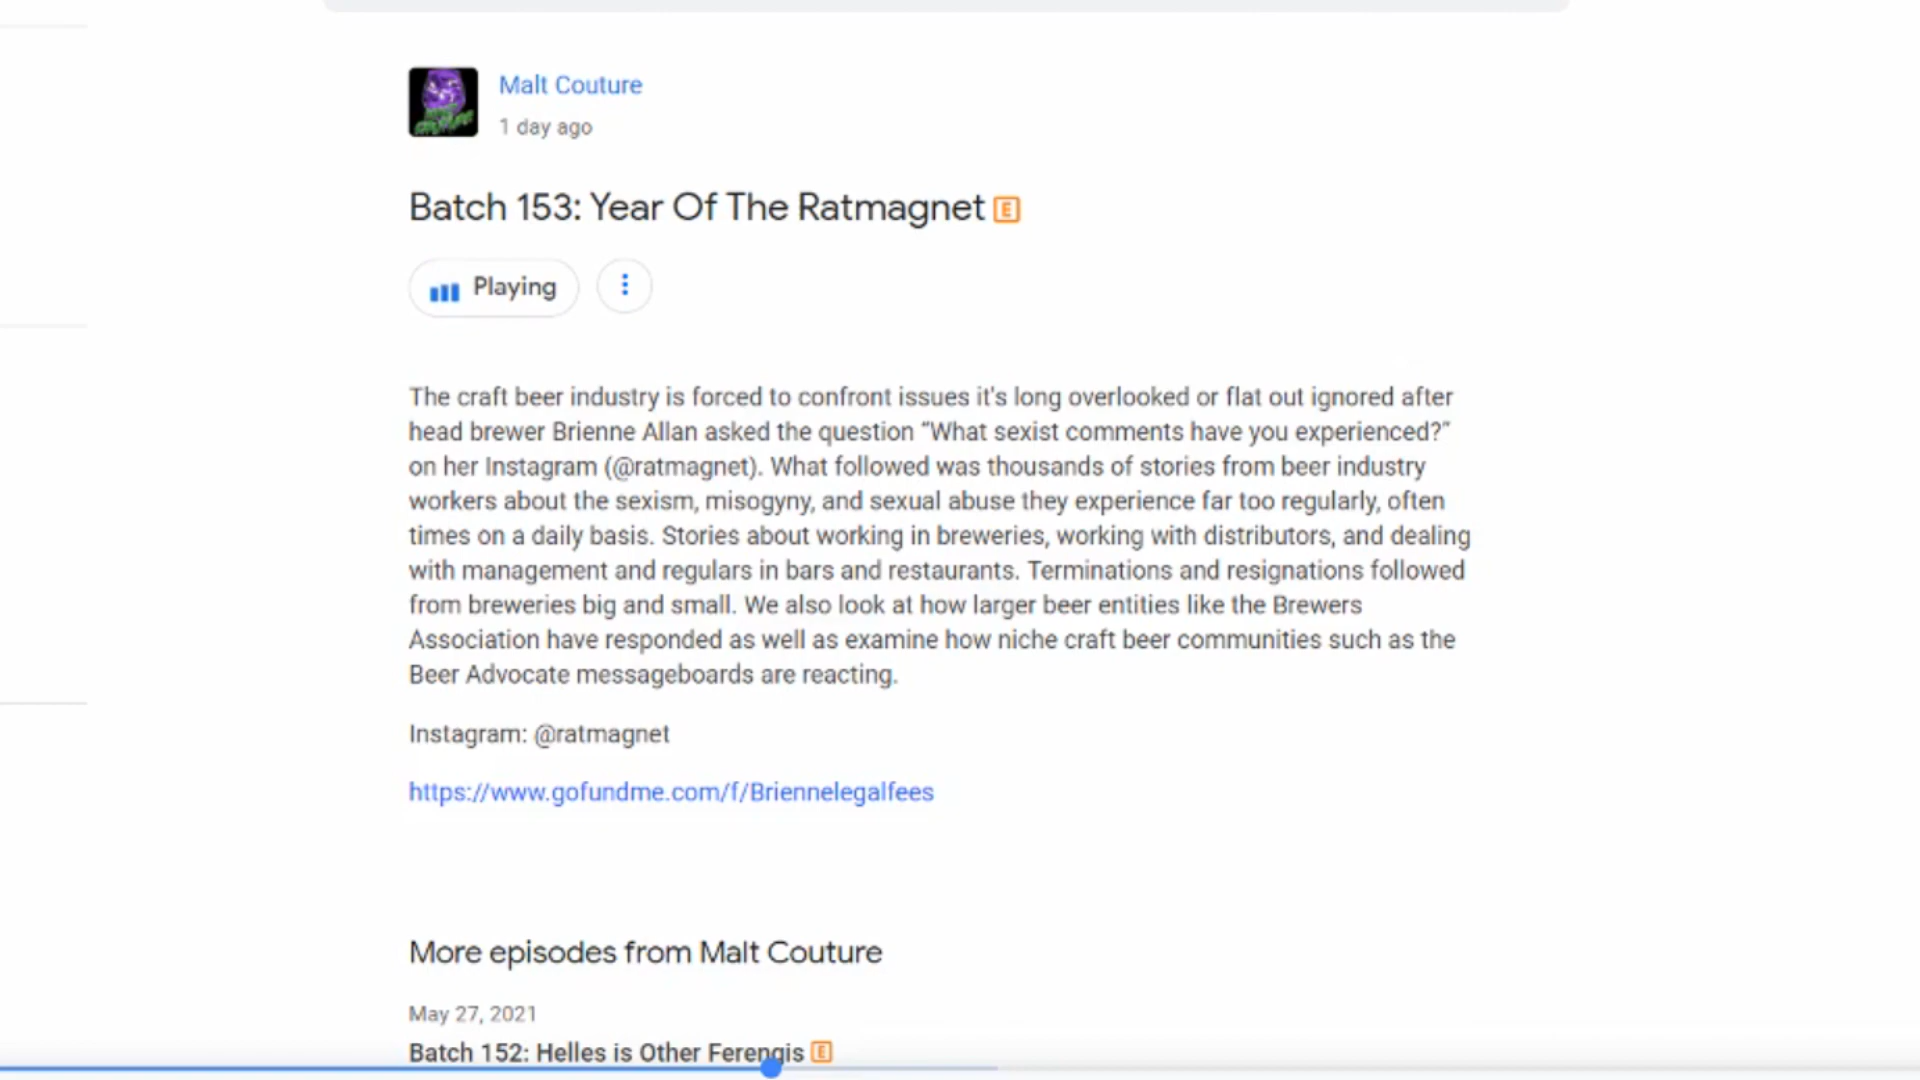 Malt Couture
1 day ago
Batch 153: Year Of The Ratmagnet E
Playing
The craft beer industry is forced to confront issues it's long overlooked or flat out ignored after
head brewer Brienne Allan asked the question “What sexist comments have you experienced?”
on her Instagram (@ratmagnet). What followed was thousands of stories from beer industry
workers about the sexism, misogyny, and sexual abuse they experience far too regularly, often
times on a daily basis. Stories about working in breweries, working with distributors, and dealing
with management and regulars in bars and restaurants. Terminations and resignations followed
from breweries big and small. We also look at how larger beer entities like the Brewers
Association have responded as well as examine how niche craft beer communities such as the
Beer Advocate messageboards are reacting.
Instagram: @ratmagnet
https://www.gofundme.com/f/Briennelegalfees
More episodes from Malt Couture
May 27, 2021
Batch 152: Helles is Other Ferengis E